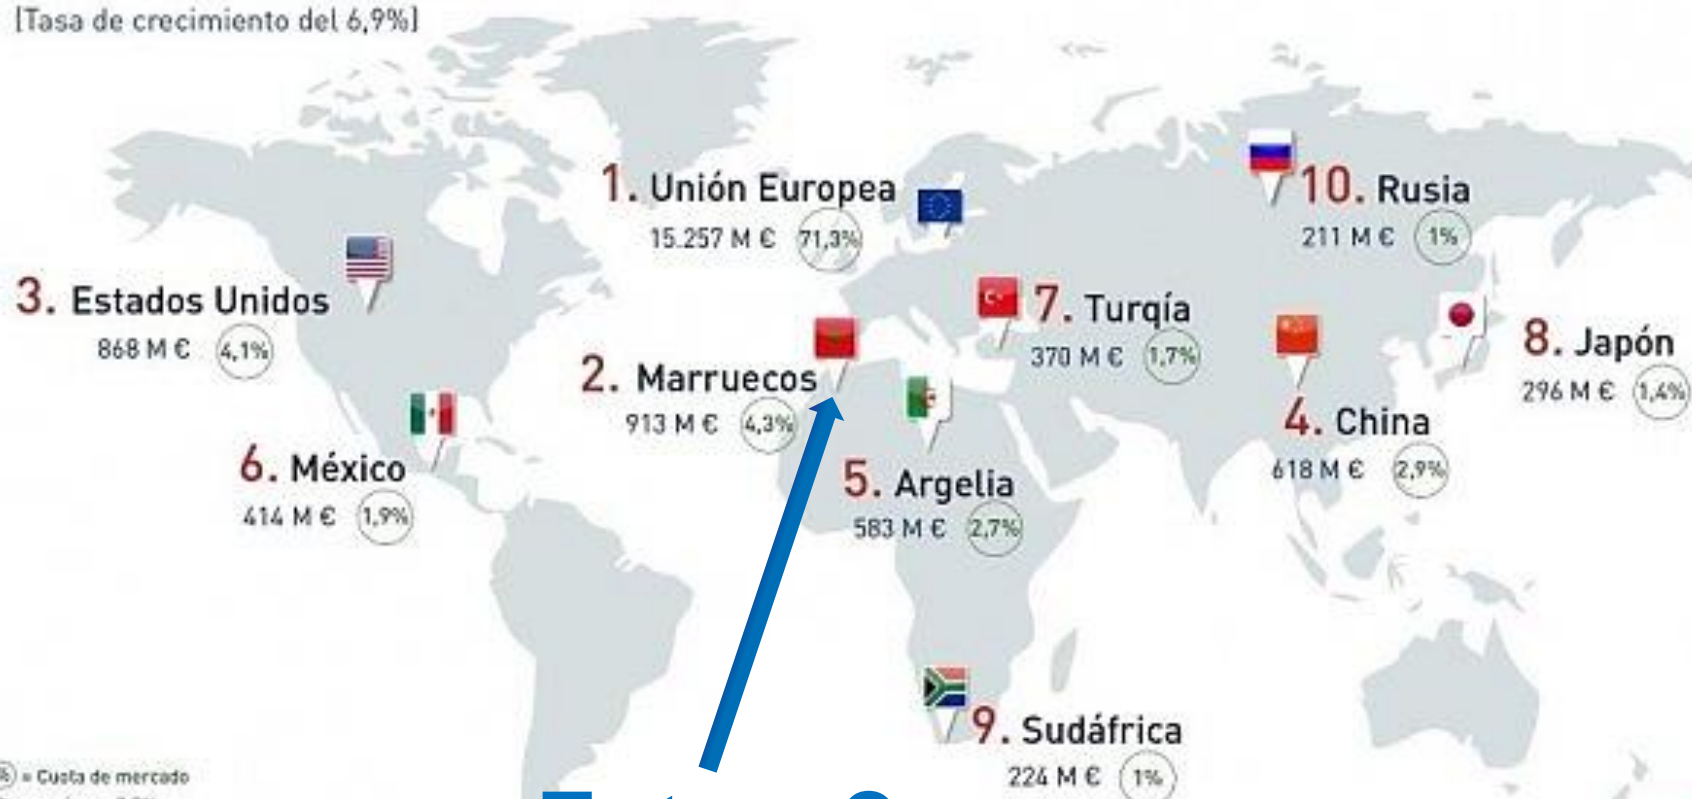 [Tasa de crecimiento del 6,9%]
1. Unión Europea
15.257 M € 71,3%
10. Rusia
211 M € 1%
3. Estados Unidos
868 M € 4,1%
7. Turqía
370 M € 1,7%
8. Japón
296 M € 1,4%
2. Marruecos
913 M € 4,3%
4. China
618 M € 2,9%
6. México
414 M € 1,9%
5. Argelia
583 M € 2,7%
9. Sudáfrica
224 M € 1%
%) = Cuota de mercado